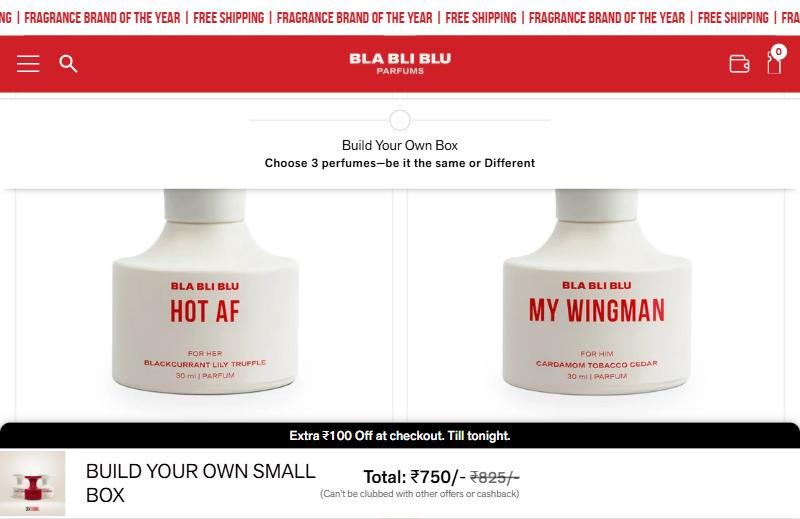 NG | FRAGRANCE BRAND OF THE YEAR | FREE SHIPPING | FRAGRANCE BRAND OF THE YEAR | FREE SHIPPING | FRAGRANCE BRAND OF THE YEAR | FREE SHIPPING | FRA
BLA BLI BLU
PARFUMS
0
Build Your Own Box
Choose 3 perfumes—be it the same or Different
BLA BLI BLU
HOT AF
FOR HER
BLACKCURRANT LILY TRUFFLE
30 ml | PARFUM
BLA BLI BLU
MY WINGMAN
FOR HIM
CARDAMOM TOBACCO CEDAR
30 ml | PARFUM
Extra ₹100 Off at checkout. Till tonight.
BUILD YOUR OWN SMALL
BOX
Total: ₹750/- ₹825/-
(Can't be clubbed with other offers or cashback)